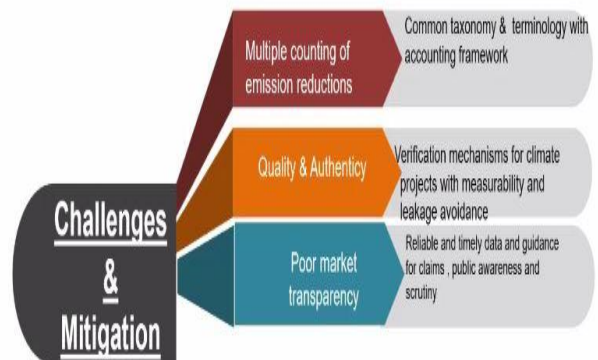 Challenges
&
Mitigation
Multiple counting of
emission reductions
Common taxonomy & terminology with
accounting framework
Quality & Authenticy
Verification mechanisms for climate
projects with measurability and
leakage avoidance
Poor market
transparency
Reliable and timely data and guidance
for claims , public awareness and
scrutiny